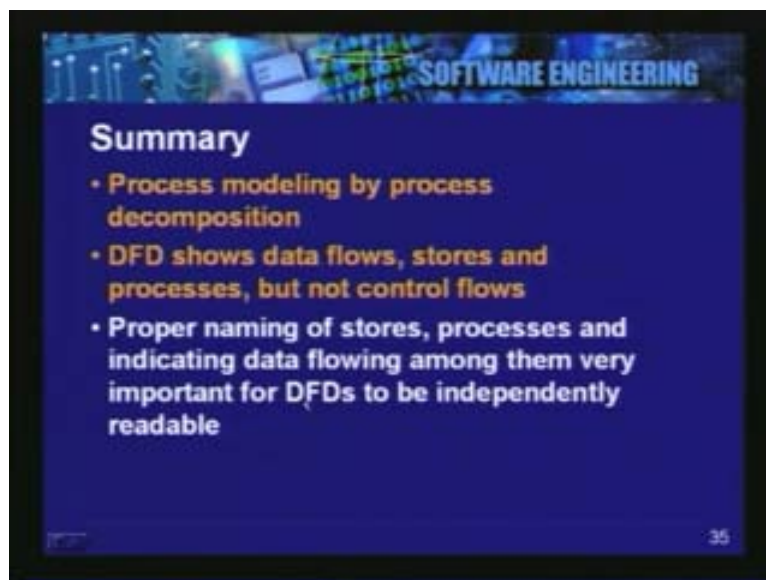 SOFTWARE ENGINEERING
Summary
• Process modeling by process
decomposition
• DFD shows data flows, stores and
processes, but not control flows
• Proper naming of stores, processes and
indicating data flowing among them very
important for DFDs to be independently
readable
35